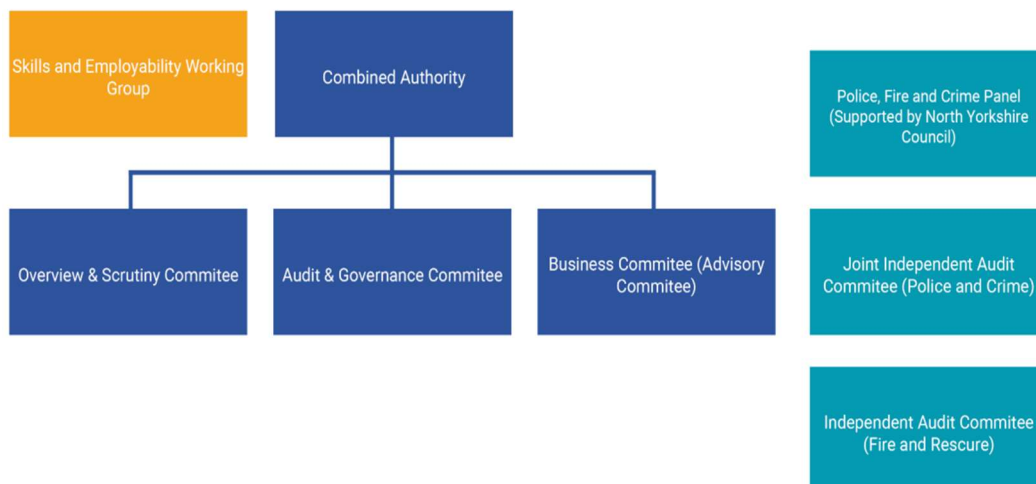 Skills and Employability Working
Group
Combined Authority
Police, Fire and Crime Panel
(Supported by North Yorkshire
Council)
Overview & Scrutiny Commitee
Audit & Governance Commitee
Business Commitee (Advisory
Commitee)
Joint Independent Audit
Commitee (Police and Crime)
Independent Audit Commitee
(Fire and Rescure)